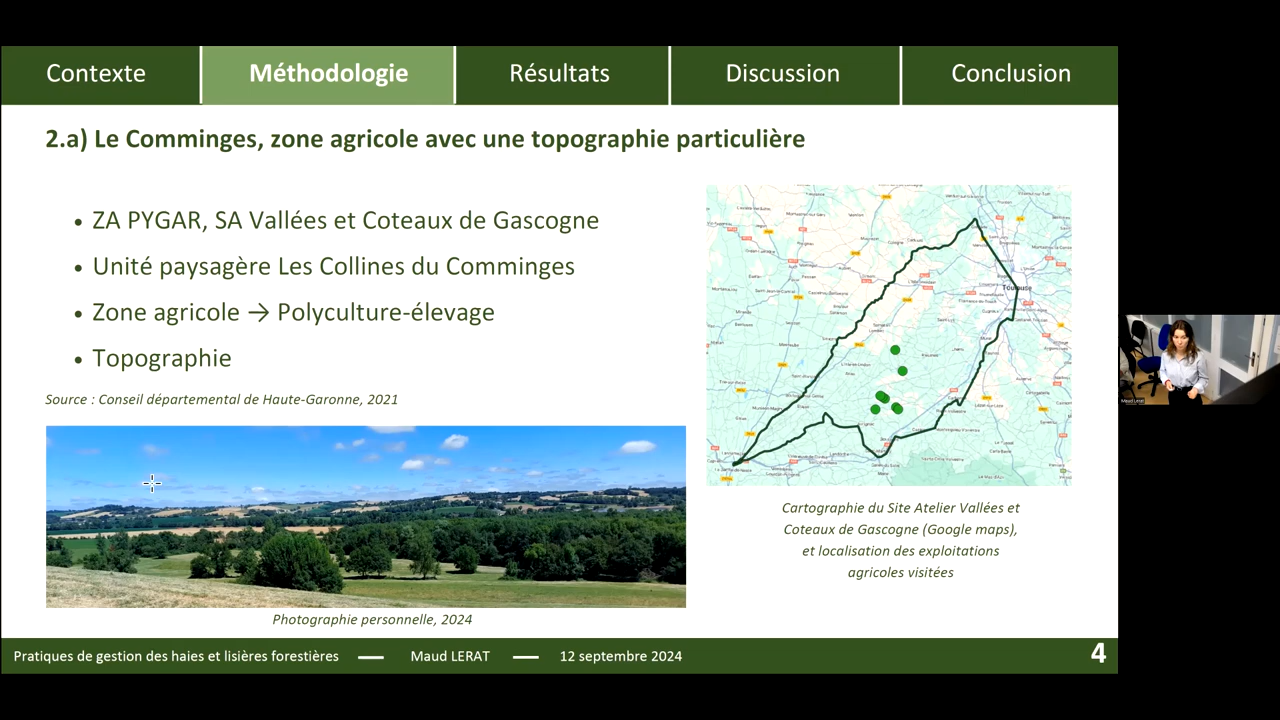 Contexte
Méthodologie
Résultats
Discussion
Conclusion
2.a) Le Comminges, zone agricole avec une topographie particulière
• ZA PYGAR, SA Vallées et Coteaux de Gascogne
• Unité paysagère Les Collines du Comminges
• Zone agricole → Polyculture-élevage
• Topographie
Source : Conseil départemental de Haute-Garonne, 2021
Toulouse
Cartographie du Site Atelier Vallées et
Coteaux de Gascogne (Google maps),
et localisation des exploitations
agricoles visitées
Photographie personnelle, 2024
Maud Lerat
Pratiques de gestion des haies et lisières forestières — Maud LERAT — 12 septembre 2024
4